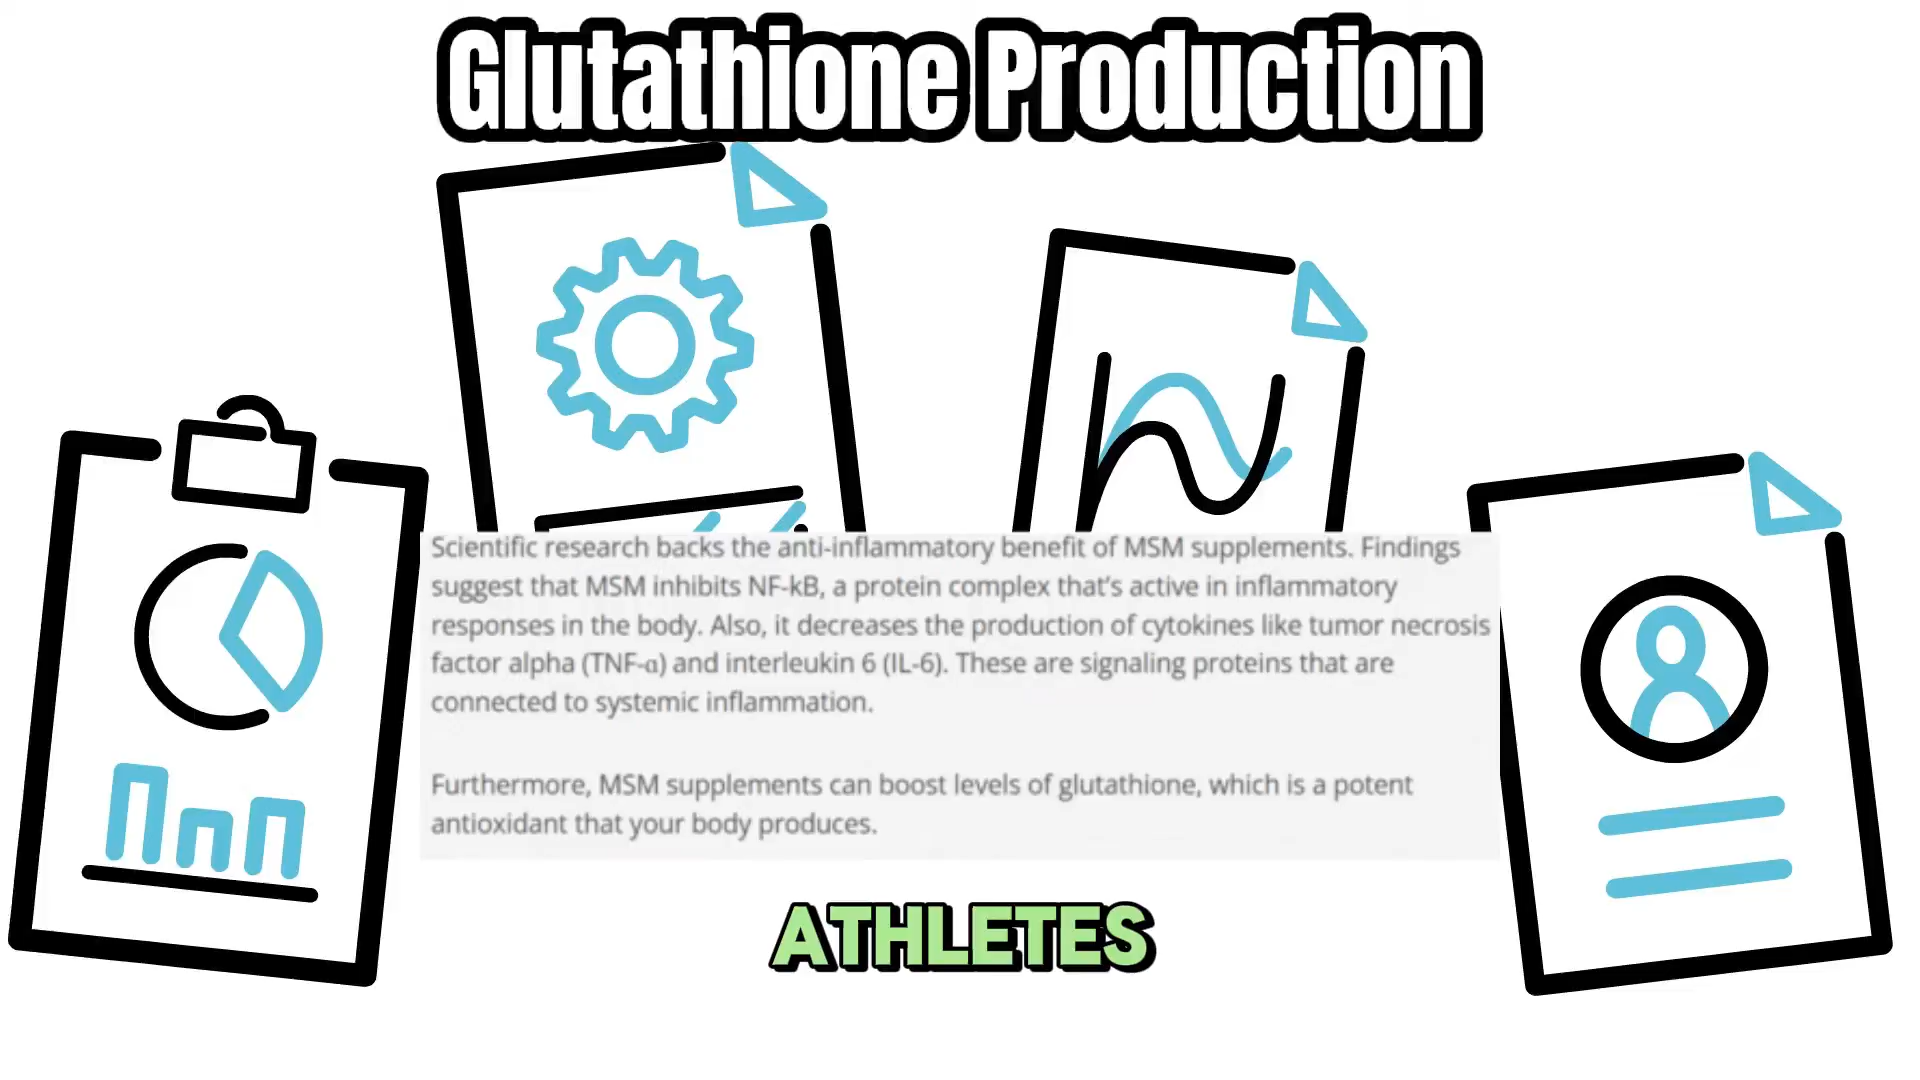 Glutathione Production
Scientific research backs the anti-inflammatory benefit of MSM supplements. Findings
suggest that MSM inhibits NF-kB, a protein complex that's active in inflammatory
responses in the body. Also, it decreases the production of cytokines like tumor necrosis
factor alpha (TNF-α) and interleukin 6 (IL-6). These are signaling proteins that are
connected to systemic inflammation.
Furthermore, MSM supplements can boost levels of glutathione, which is a potent
antioxidant that your body produces.
ATHLETES